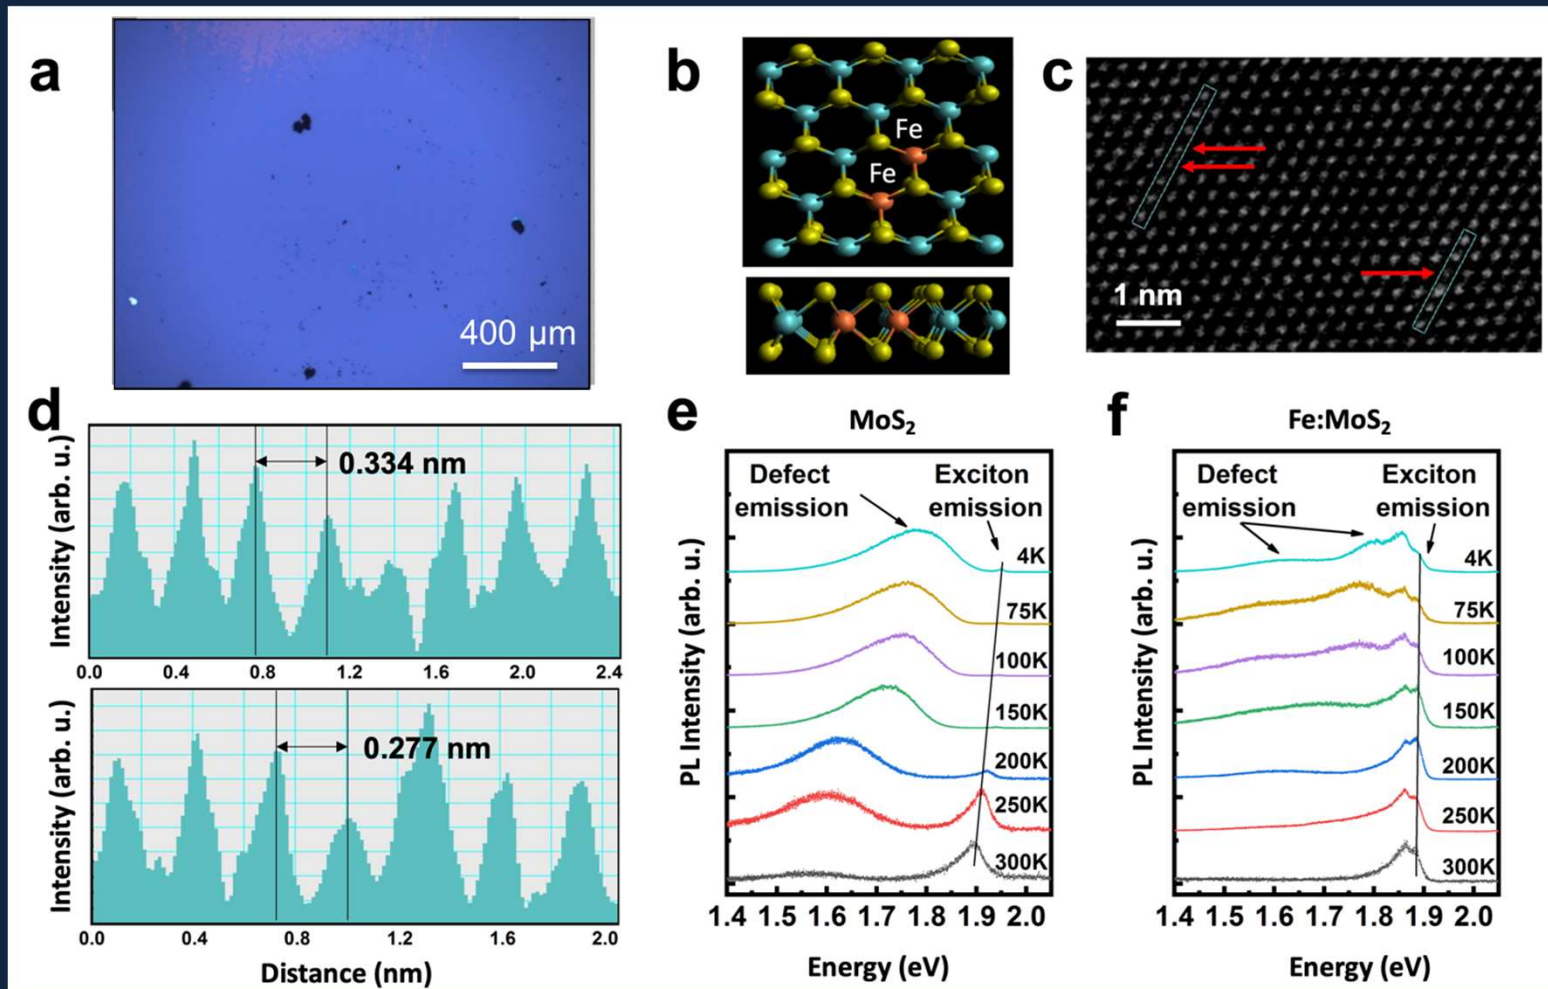 a
400 μm
b
Fe
Fe
c
1 nm
d
Intensity (arb. u.)
0.334 nm
0.0 0.4 0.8 1.2 1.6 2.0 2.4
Intensity (arb. u.)
0.277 nm
0.0 0.4 0.8 1.2 1.6 2.0
Distance (nm)
e
MoS₂
PL Intensity (arb. u.)
Defect
emission
Exciton
emission
4K
75K
100K
150K
200K
250K
300K
1.4 1.5 1.6 1.7 1.8 1.9 2.0
Energy (eV)
f
Fe:MoS₂
PL Intensity (arb. u.)
Defect
emission
Exciton
emission
4K
75K
100K
150K
200K
250K
300K
1.4 1.5 1.6 1.7 1.8 1.9 2.0
Energy (eV)